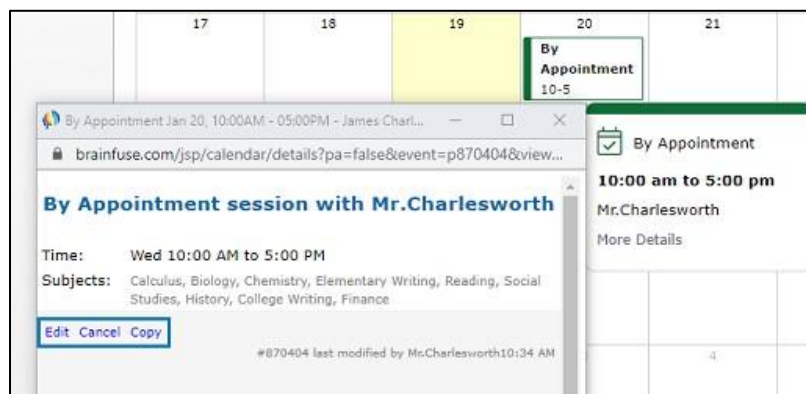 17 18 19 20 21
By
Appointment
10-5
By Appointment Jan 20, 10:00AM - 05:00PM - James Charl...
brainfuse.com/jsp/calendar/details?pa=false&event=p870404&view...
By Appointment session with Mr.Charlesworth
Time: Wed 10:00 AM to 5:00 PM
Subjects: Calculus, Biology, Chemistry, Elementary Writing, Reading, Social
Studies, History, College Writing, Finance
Edit Cancel Copy
#870404 last modified by Mr.Charlesworth10:34 AM
By Appointment
10:00 am to 5:00 pm
Mr.Charlesworth
More Details
4